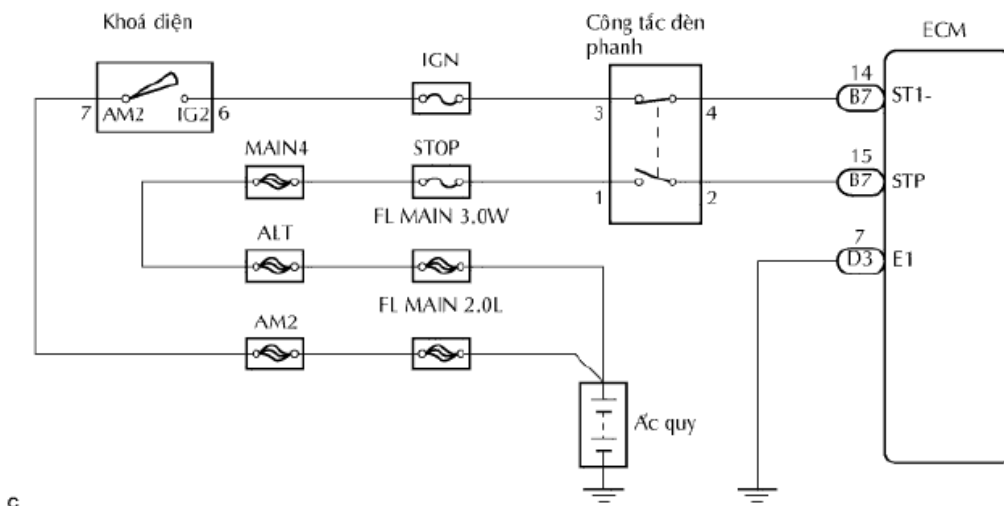 Khoá điện
Công tắc đèn
phanh
ECM
IGN
7 AM2 IG2 6
3 4
14
B7 ST1-
MAIN4 STOP
1 2
15
B7 STP
FL MAIN 3.0W
ALT
7
D3 E1
FL MAIN 2.0L
AM2
Ắc quy